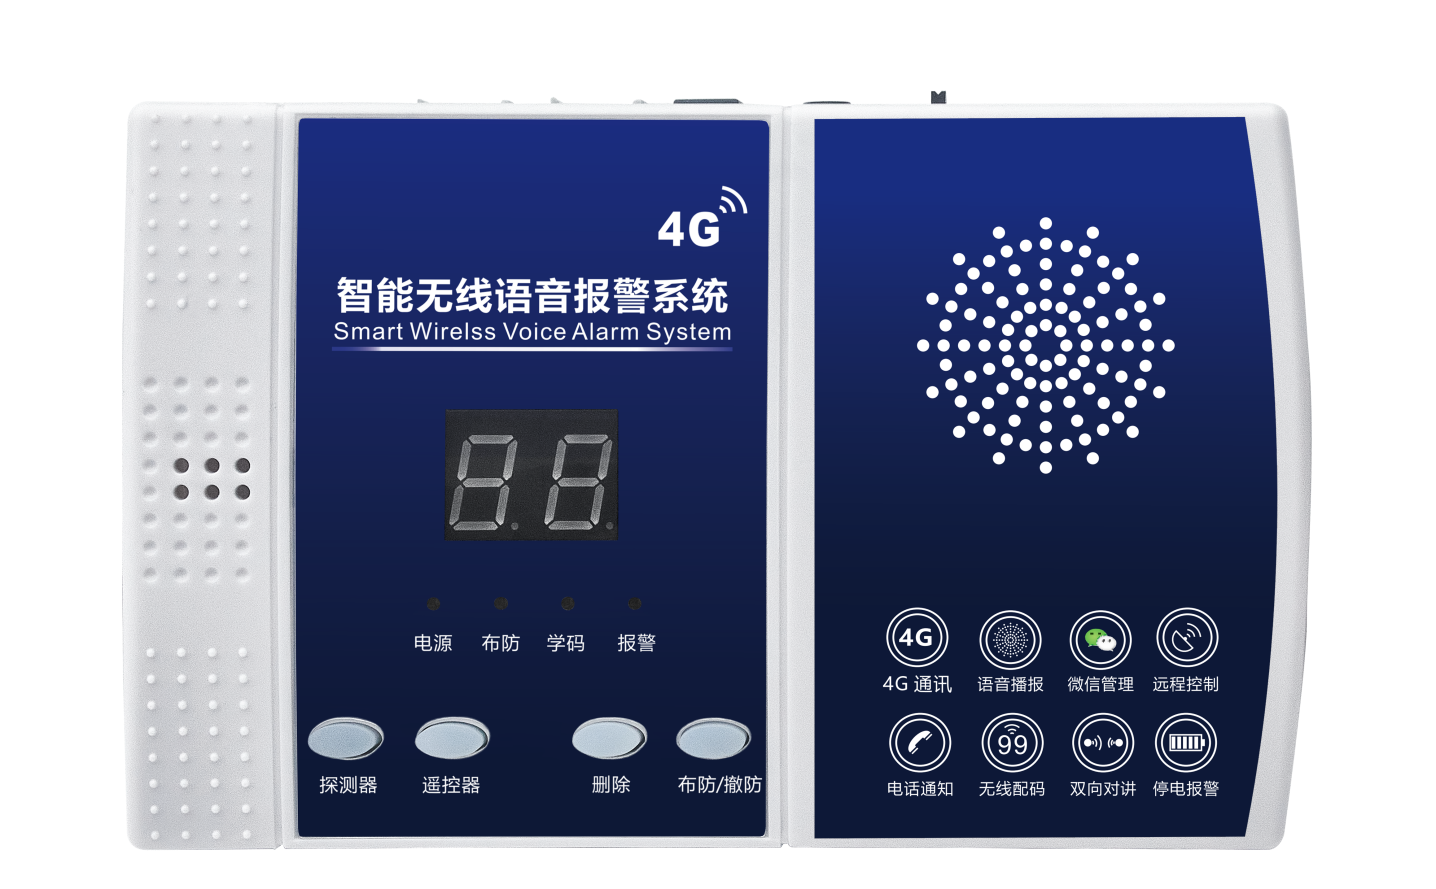 4G
智能无线语音报警系统
Smart Wirelss Voice Alarm System
88
电源 布防 学码 报警
探测器 遥控器 删除 布防/撤防
4G
4G 通讯 语音播报 微信管理 远程控制
99
电话通知 无线配码 双向对讲 停电报警